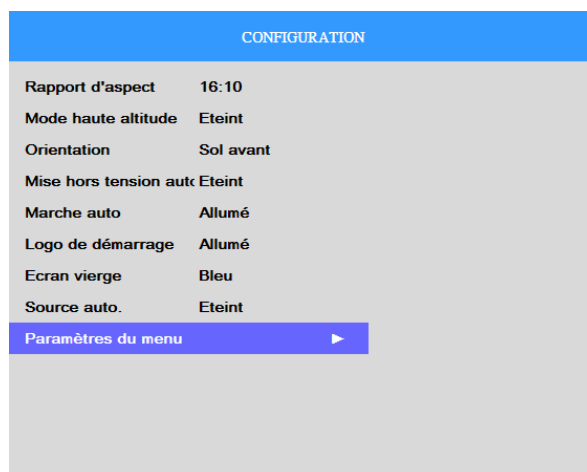 CONFIGURATION
Rapport d'aspect 16:10
Mode haute altitude Eteint
Orientation Sol avant
Mise hors tension auto Eteint
Marche auto Allumé
Logo de démarrage Allumé
Ecran vierge Bleu
Source auto. Eteint
Paramètres du menu